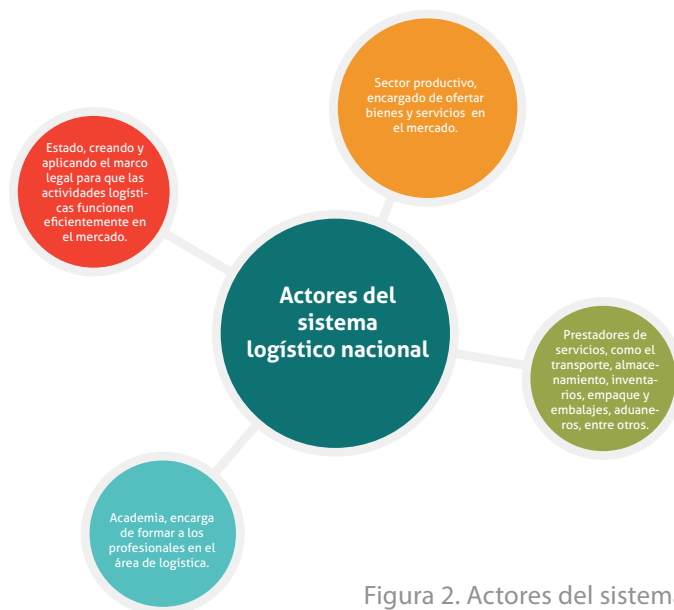 Sector productivo,
encargado de ofertar
bienes y servicios en
el mercado.
Estado, creando y
aplicando el marco
legal para que las
actividades logísti-
cas funcionen
eficientemente en
el mercado.
Actores del
sistema
logístico nacional
Prestadores de
servicios, como el
transporte, almace-
namiento, inventa-
rios, empaque y
embalajes, aduane-
ros, entre otros.
Academia, encarga
de formar a los
profesionales en el
área de logística.
Figura 2. Actores del sistema